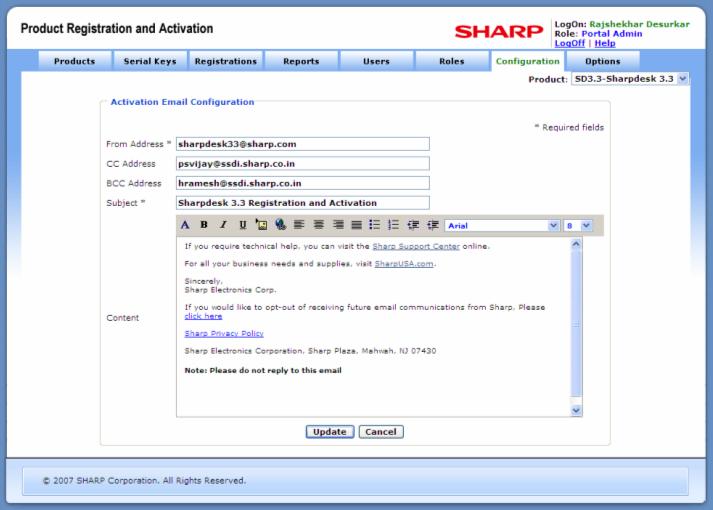 Product Registration and Activation
SHARP
LogOn: Rajshekhar Desurkar
Role: Portal Admin
LogOff | Help
Products Serial Keys Registrations Reports Users Roles Configuration Options
Product: SD3.3-Sharpdesk 3.3
Activation Email Configuration
* Required fields
From Address * sharpdesk33@sharp.com
CC Address psvijay@ssdi.sharp.co.in
BCC Address hramesh@ssdi.sharp.co.in
Subject * Sharpdesk 3.3 Registration and Activation
A B I U Arial 8
If you require technical help, you can visit the Sharp Support Center online.
For all your business needs and supplies, visit SharpUSA.com.
Sincerely,
Sharp Electronics Corp.
If you would like to opt-out of receiving future email communications from Sharp, Please
click here
Content
Sharp Privacy Policy
Sharp Electronics Corporation, Sharp Plaza, Mahwah, NJ 07430
Note: Please do not reply to this email
Update Cancel
© 2007 SHARP Corporation. All Rights Reserved.